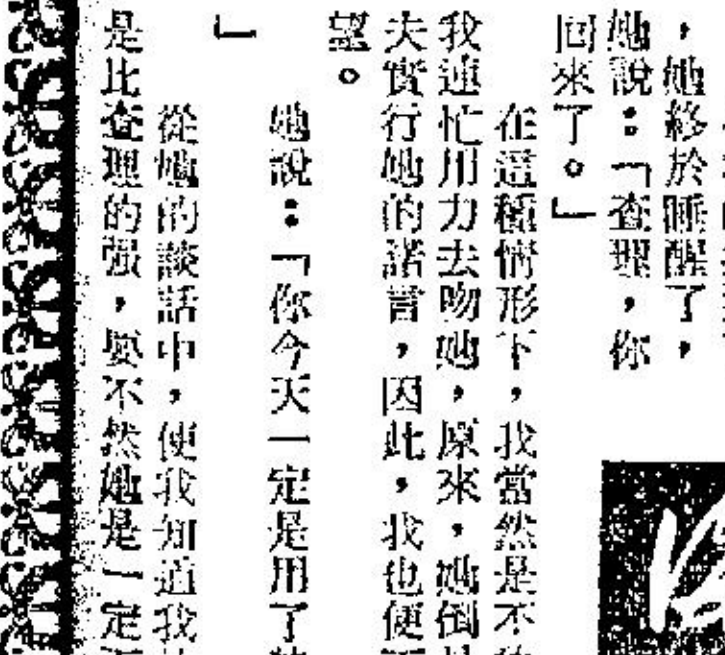 ，她終於睡醒了，
她說：「查理，你
回來了。」
在這種情形下，我當然是不
我連忙用力去吻她，原來，她倒
夫實行她的諾言，因此，我也便
望。
她說：「你今天一定是用了
」
從她的談話中，便我知道我
是比查理的强，要不然她是一定